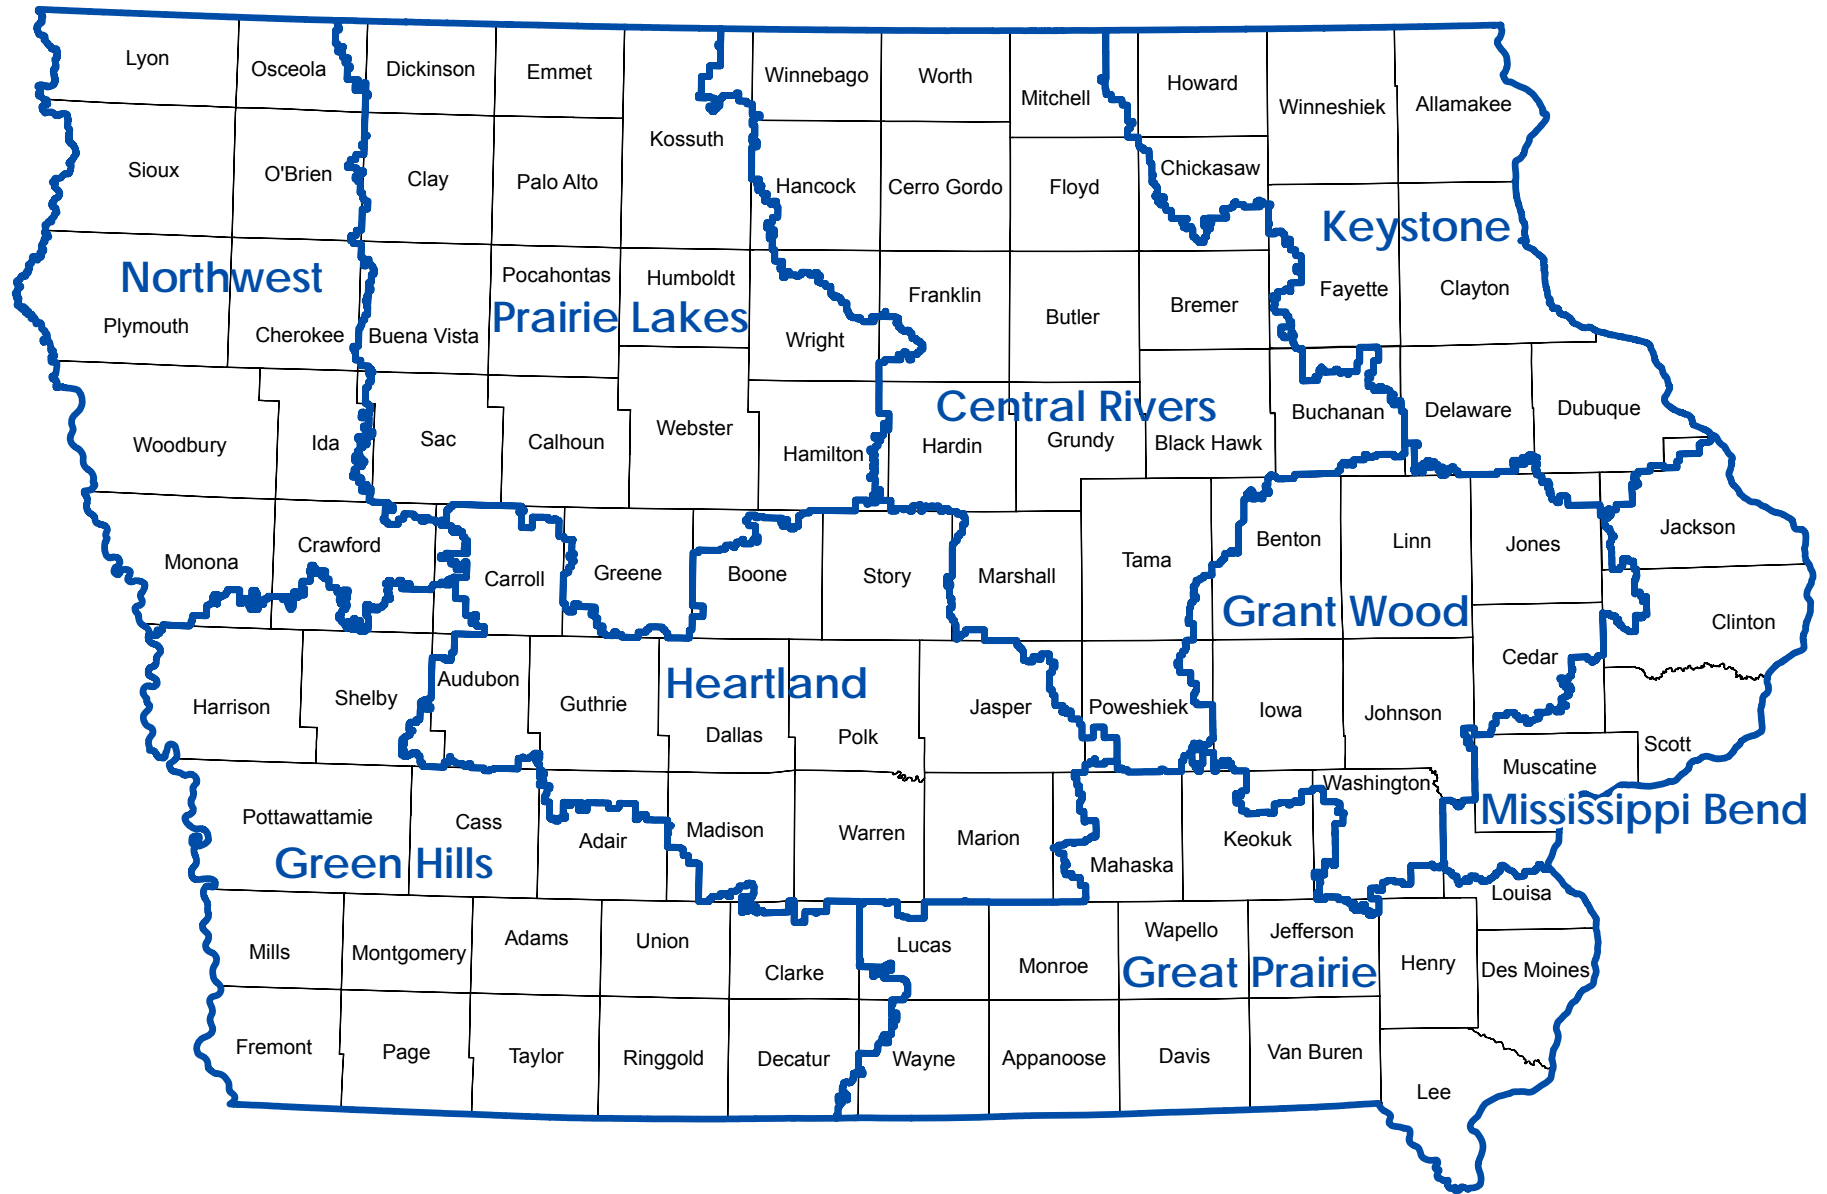 Lyon
Osceola
Dickinson
Emmet
Winnebago
Worth
Mitchell
Howard
Winneshiek
Allamakee
Kossuth
Sioux
O'Brien
Clay
Palo Alto
Hancock
Cerro Gordo
Floyd
Chickasaw
Keystone
Northwest
Plymouth
Cherokee
Buena Vista
Pocahontas
Humboldt
Prairie Lakes
Wright
Franklin
Butler
Bremer
Fayette
Clayton
Central Rivers
Woodbury
Ida
Sac
Calhoun
Webster
Hamilton
Hardin
Grundy
Black Hawk
Buchanan
Delaware
Dubuque
Monona
Crawford
Carroll
Greene
Boone
Story
Marshall
Tama
Benton
Linn
Jones
Jackson
Grant Wood
Clinton
Cedar
Harrison
Shelby
Audubon
Guthrie
Heartland
Dallas
Polk
Jasper
Poweshiek
Iowa
Johnson
Scott
Muscatine
Mississippi Bend
Pottawattamie
Cass
Green Hills
Adair
Madison
Warren
Marion
Mahaska
Keokuk
Washington
Louisa
Mills
Montgomery
Adams
Union
Clarke
Lucas
Monroe
Wapello
Jefferson
Great Prairie
Henry
Des Moines
Fremont
Page
Taylor
Ringgold
Decatur
Wayne
Appanoose
Davis
Van Buren
Lee